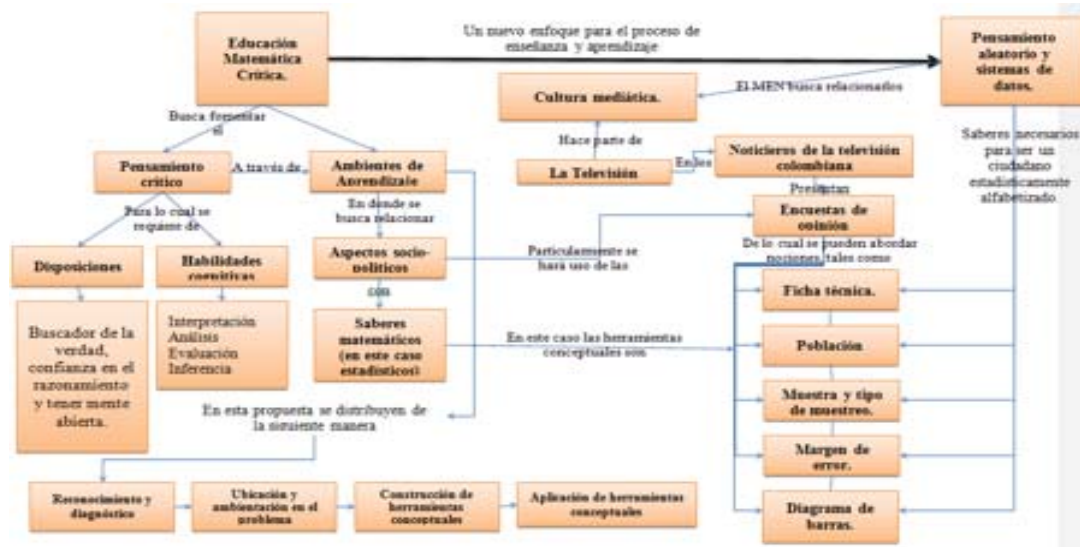 Educación
Matemática
Crítica.
Un nuevo enfoque para el proceso de
enseñanza y aprendizaje
Pensamiento
aleatorio y
sistemas de
datos.
El MEN busca relacionarlos
Cultura mediática.
Busca fomentar
el
Hace parte de
Saberes necesarios
para ser un
ciudadano
estadísticamente
alfabetizado.
Pensamiento
crítico
A través de
Ambientes de
Aprendizaje
La Televisión
En los
Noticieros de la televisión
colombiana
Presentan
Para lo cual se
requiere de
En donde se
busca relacionar
Encuestas de
opinión
Disposiciones
Habilidades
cognitivas
Aspectos socio-
políticos
Particularmente se
hará uso de las
De lo cual se pueden abordar
nociones, tales como
con
Ficha técnica.
Buscador de la
verdad,
confianza en el
razonamiento
y tener mente
abierta.
Interpretación
Análisis
Evaluación
Inferencia
Saberes
matemáticos
(en este caso
estadísticos)
En este caso las herramientas
conceptuales son
Población
Muestra y tipo
de muestreo.
En esta propuesta se distribuyen de
la siguiente manera
Margen de
error.
Reconocimiento y
diagnóstico
Ubicación y
ambientación en el
problema
Construcción de
herramientas
conceptuales
Aplicación de herramientas
conceptuales
Diagrama de
barras.